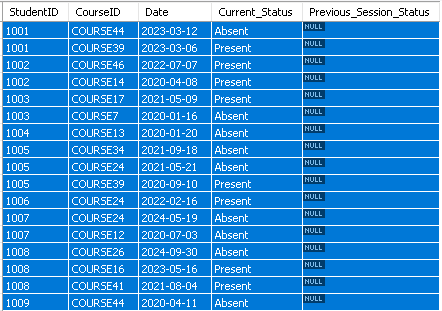 StudentID CourseID Date Current_Status Previous_Session_Status
1001 COURSE44 2023-03-12 Absent NULL
1001 COURSE39 2023-03-06 Present NULL
1002 COURSE46 2022-07-07 Present NULL
1002 COURSE14 2020-04-08 Present NULL
1003 COURSE17 2021-05-09 Present NULL
1003 COURSE7 2020-01-16 Absent NULL
1004 COURSE13 2020-01-20 Absent NULL
1005 COURSE34 2021-09-18 Absent NULL
1005 COURSE24 2021-05-21 Absent NULL
1005 COURSE39 2020-09-10 Present NULL
1006 COURSE24 2022-02-16 Present NULL
1007 COURSE24 2024-05-19 Absent NULL
1007 COURSE12 2020-07-03 Absent NULL
1008 COURSE26 2024-09-30 Absent NULL
1008 COURSE16 2023-05-16 Present NULL
1008 COURSE41 2021-08-04 Present NULL
1009 COURSE44 2020-04-11 Absent NULL